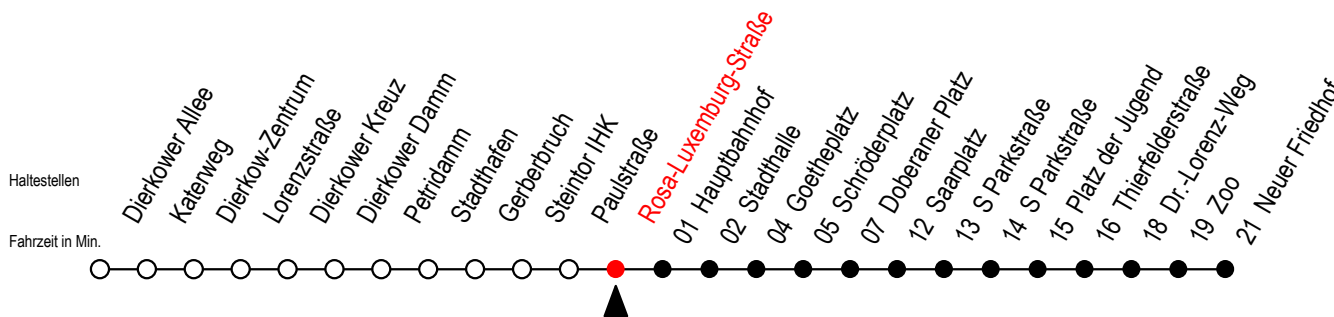 Haltestellen
Fahrzeit in Min.
Dierkower Allee
Katerweg
Dierkow-Zentrum
Lorenzstraße
Dierkower Kreuz
Dierkower Damm
Petridamm
Stadthafen
Gerberbruch
Steintor IHK
Paulstraße
Rosa-Luxemburg-Straße
01 Hauptbahnhof
02 Stadthalle
04 Goetheplatz
05 Schröderplatz
07 Doberaner Platz
12 Saarplatz
13 S Parkstraße
14 S Parkstraße
15 Platz der Jugend
16 Thierfelderstraße
18 Dr.-Lorenz-Weg
19 Zoo
21 Neuer Friedhof